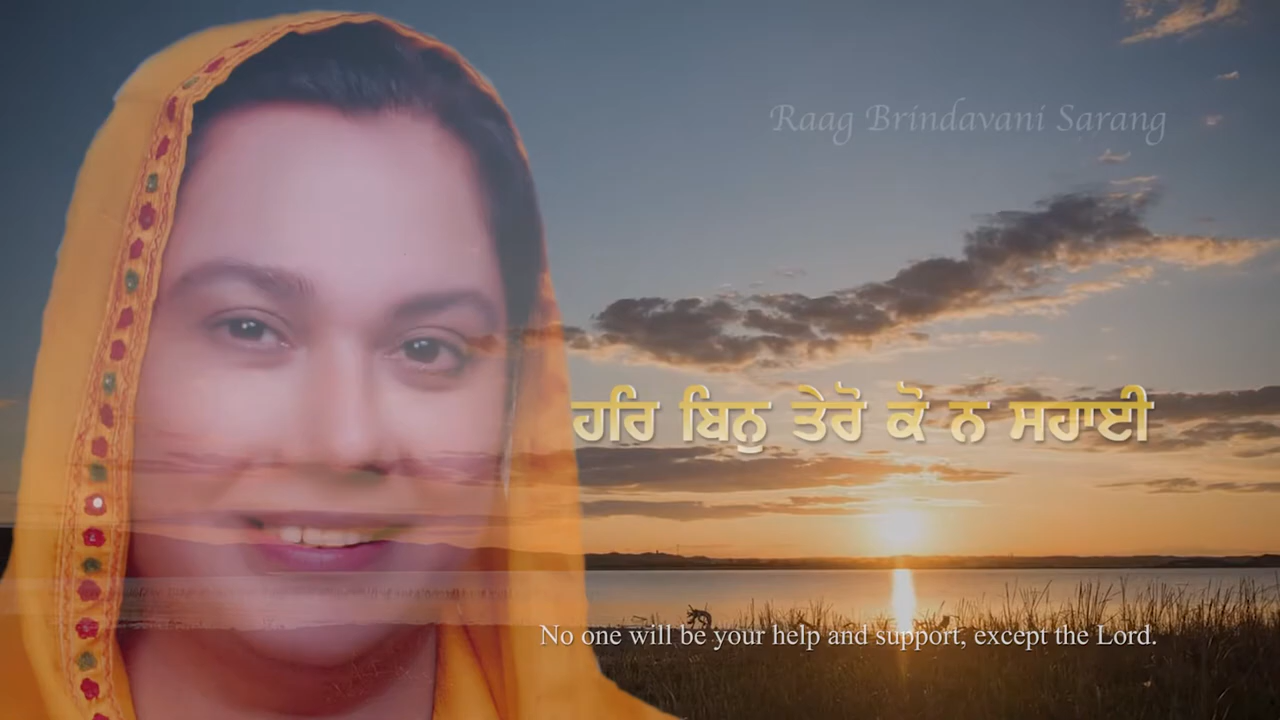 Raag Brindavani Sarang
ਹਰਿ ਬਿਨੁ ਤੇਰੋ ਕੋ ਨ ਸਹਾਈ
No one will be your help and support, except the Lord.